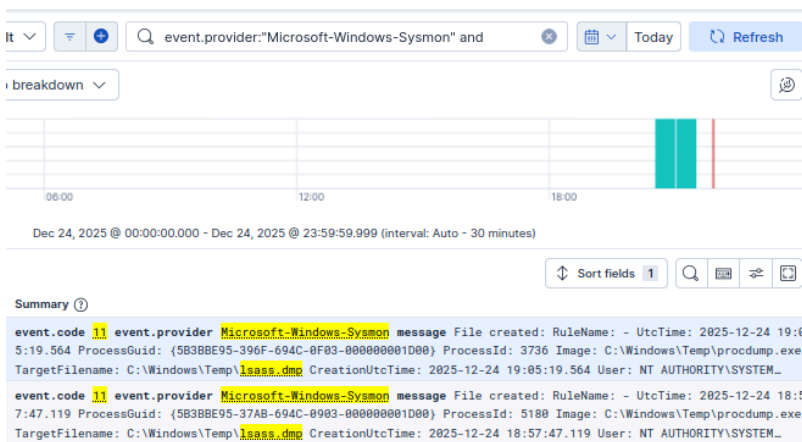 lt
event.provider:"Microsoft-Windows-Sysmon" and
Today
Refresh
breakdown
06:00 12:00 18:00
Dec 24, 2025 @ 00:00:00.000 - Dec 24, 2025 @ 23:59:59.999 (interval: Auto - 30 minutes)
Sort fields 1
Summary
event.code 11 event.provider Microsoft-Windows-Sysmon message File created: RuleName: - UtcTime: 2025-12-24 19:0
5:19.564 ProcessGuid: {5B3BBE95-396F-694C-0F03-000000001D00} ProcessId: 3736 Image: C:\Windows\Temp\procdump.exe
TargetFilename: C:\Windows\Temp\lsass.dmp CreationUtcTime: 2025-12-24 19:05:19.564 User: NT AUTHORITY\SYSTEM…
event.code 11 event.provider Microsoft-Windows-Sysmon message File created: RuleName: - UtcTime: 2025-12-24 18:5
7:47.119 ProcessGuid: {5B3BBE95-37AB-694C-0903-000000001D00} ProcessId: 5180 Image: C:\Windows\Temp\procdump.exe
TargetFilename: C:\Windows\Temp\lsass.dmp CreationUtcTime: 2025-12-24 18:57:47.119 User: NT AUTHORITY\SYSTEM…